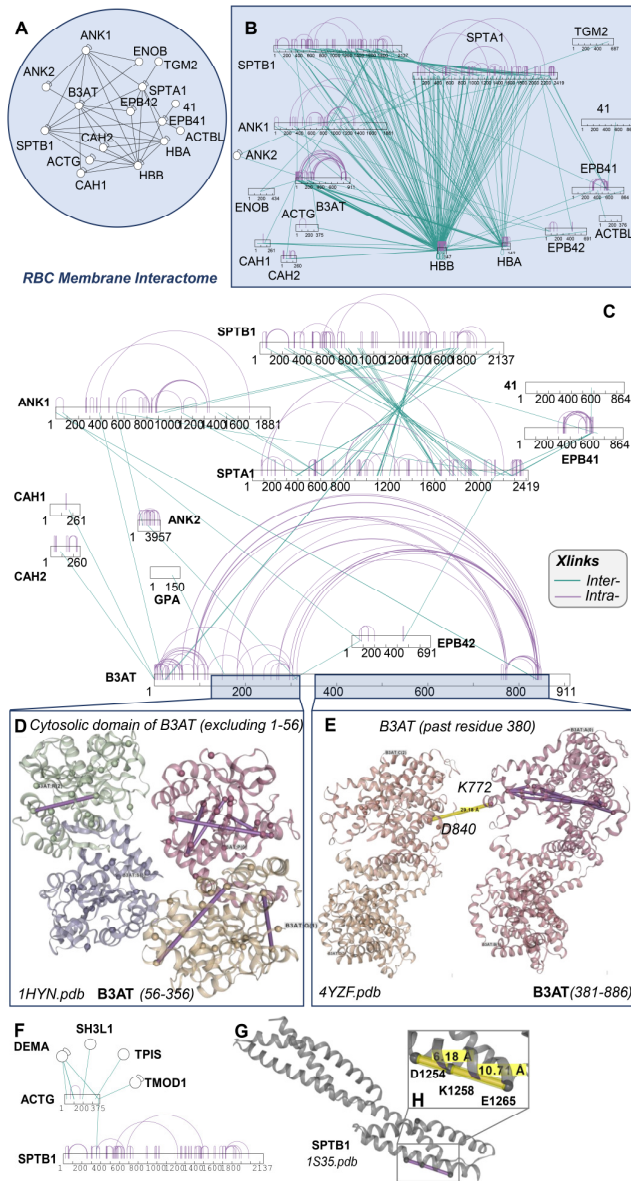 A
ANK1
ENOB
TGM2
ANK2
B3AT
SPTA1
EPB42
41
EPB41
SPTB1
CAH2
HBA
ACTBL
ACTG
CAH1
HBB
RBC Membrane Interactome
B
SPTB1
SPTA1
TGM2
ANK1
41
ANK2
EPB41
ENOB
B3AT
ACTG
ACTBL
CAH1
CAH2
HBB
HBA
EPB42
C
SPTB1
1 200 400 600 800 1000 1400 1600 1800 2137
ANK1
1 200 400 600 800 1000 1200 1400 1881
41
1 200 400 600 864
EPB41
1 200 400 600 864
SPTA1
1 200 400 600 800 1000 1400 1600 2000 2419
CAH1
1 261
CAH2
1 260
ANK2
1 3957
GPA
1 150
EPB42
1 200 400 691
Xlinks
Inter-
Intra-
B3AT
1 200 400 600 800 911
D
Cytosolic domain of B3AT (excluding 1-56)
1HYN.pdb B3AT (56-356)
E
B3AT (past residue 380)
K772
D840
4YZF.pdb
B3AT(381-886)
F
SH3L1
DEMA
TPIS
TMOD1
ACTG
1 200 375
SPTB1
1 200 400 600 800 1000 1400 1800 2137
G
SPTB1
1S35.pdb
H
6.18 A
10.71 A
D1254
K1258
E1265